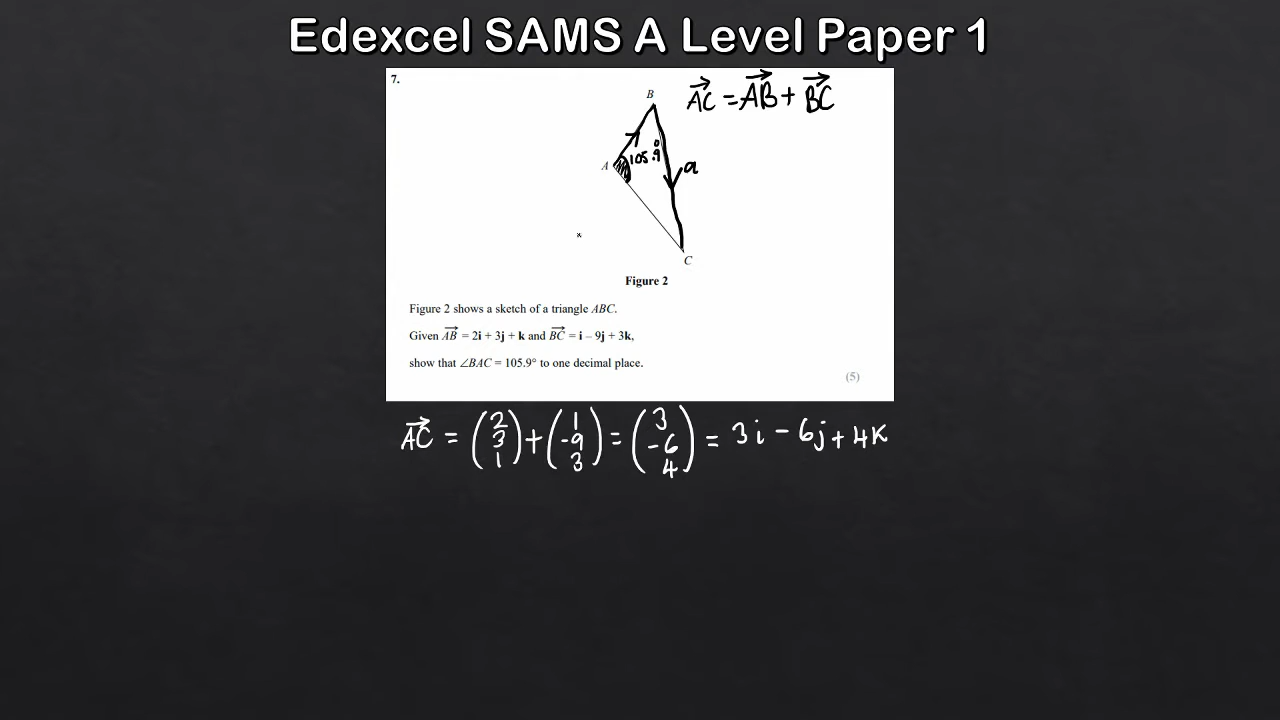 Edexcel SAMS A Level Paper 1
7.
B
AC = AB + BC
105.9°
A
a
C
Figure 2
Figure 2 shows a sketch of a triangle ABC.
Given AB = 2i + 3j + k and BC = i – 9j + 3k,
show that ∠BAC = 105.9° to one decimal place.
(5)
AC = (2 3 1) + (1 -9 3) = (3 -6 4) = 3i - 6j + 4k